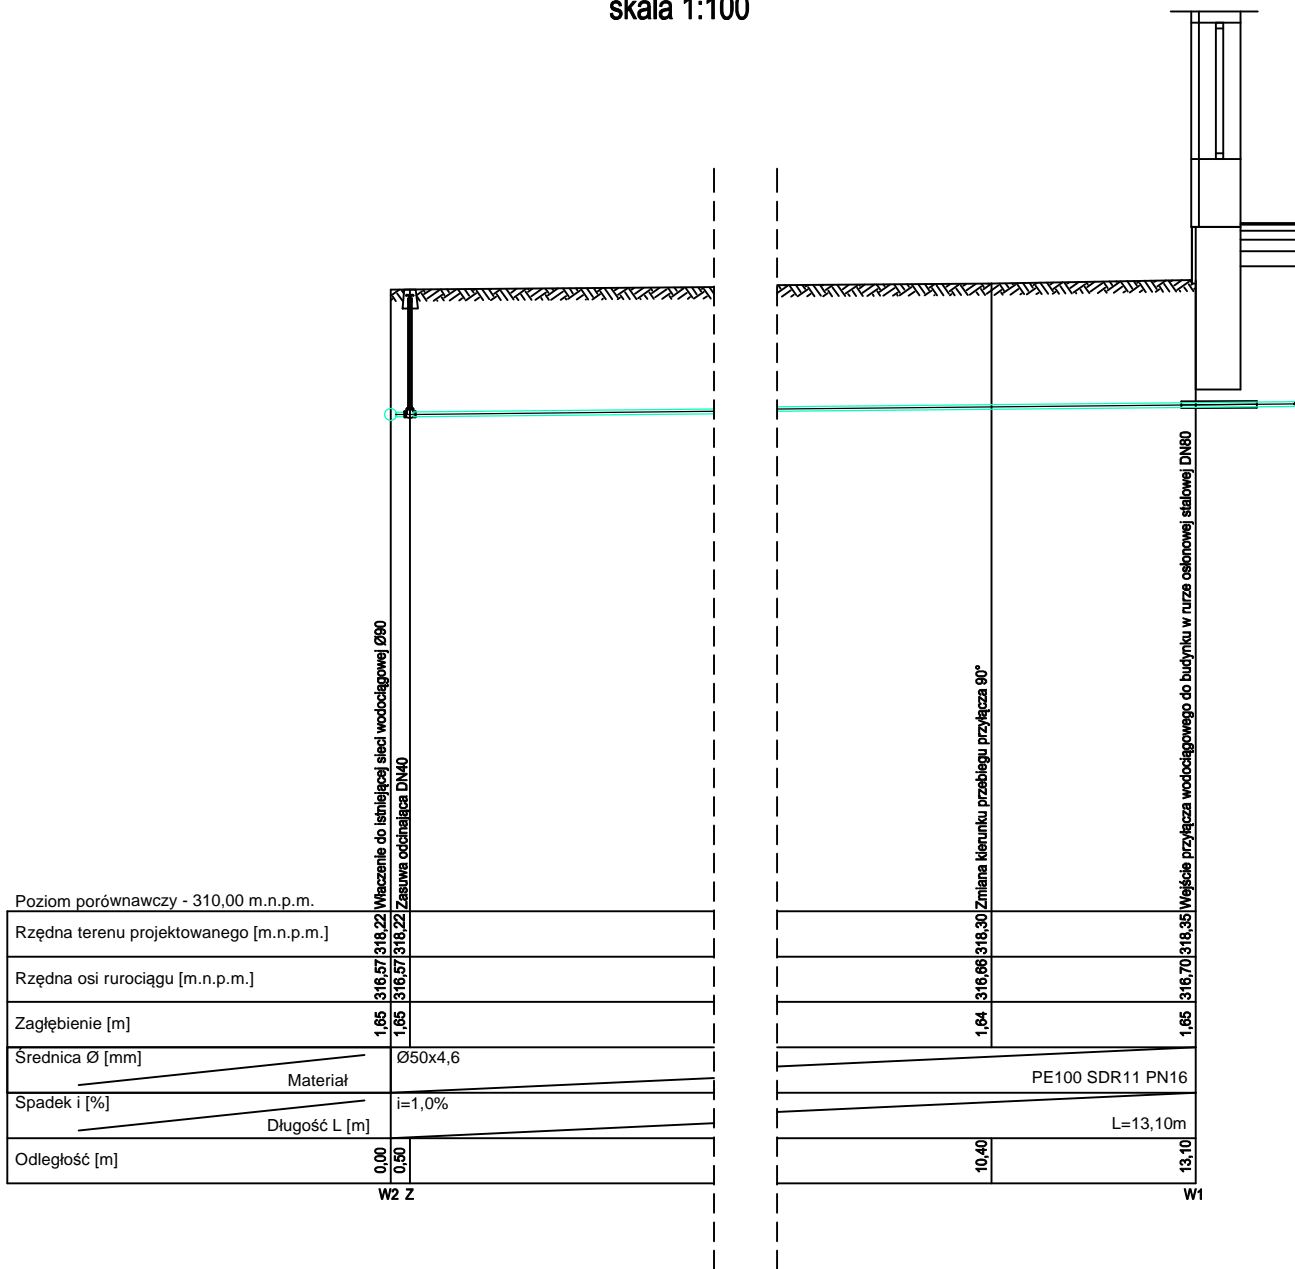 skala 1:100
Włączenie do istniejącej sieci wodociągowej Ø90
Zasuwa odcinająca DN40
Zmiana kierunku przebiegu przyłącza 90°
Wejście przyłącza wodociągowego do budynku w rurze osłonowej stalowej DN80
Poziom porównawczy - 310,00 m.n.p.m.
Rzędna terenu projektowanego [m.n.p.m.] 318,22 318,22 318,30 318,35
Rzędna osi rurociągu [m.n.p.m.] 316,57 316,57 316,66 316,70
Zagłębienie [m] 1,65 1,65 1,64 1,65
Średnica Ø [mm] Ø50x4,6
Materiał PE100 SDR11 PN16
Spadek i [%] i=1,0%
Długość L [m] L=13,10m
Odległość [m] 0,00 0,50 10,40 13,10
W2 Z W1